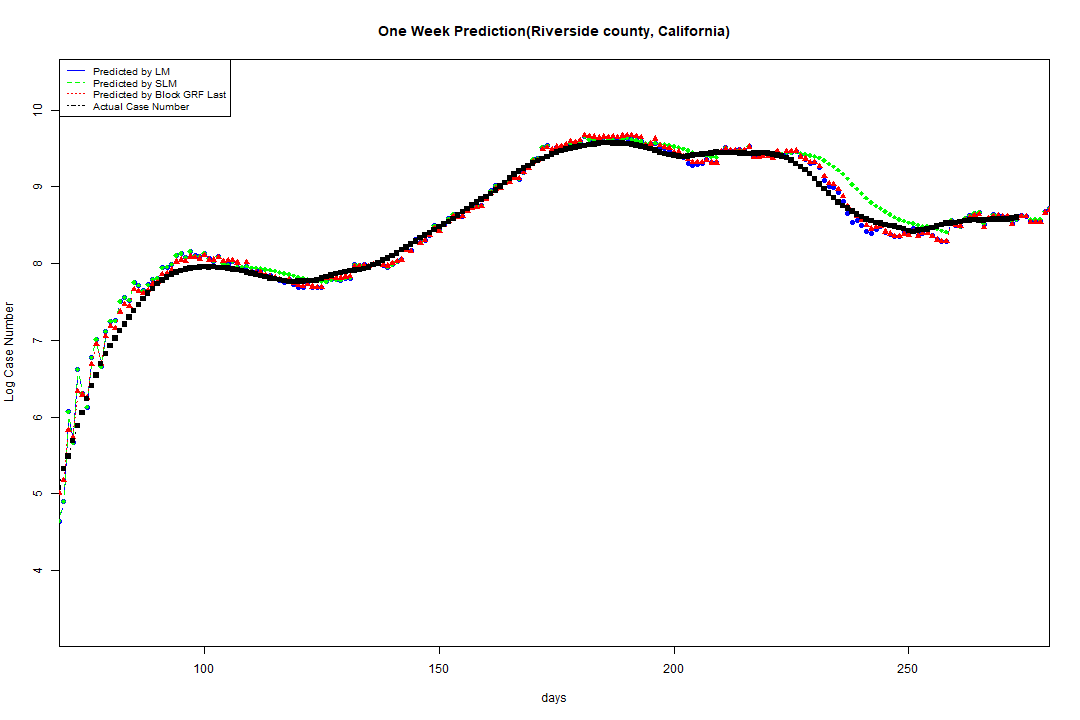 One Week Prediction(Riverside county, California)
Predicted by LM
Predicted by SLM
Predicted by Block GRF Last
Actual Case Number
10
9
8
7
6
5
4
Log Case Number
100 150 200 250
days